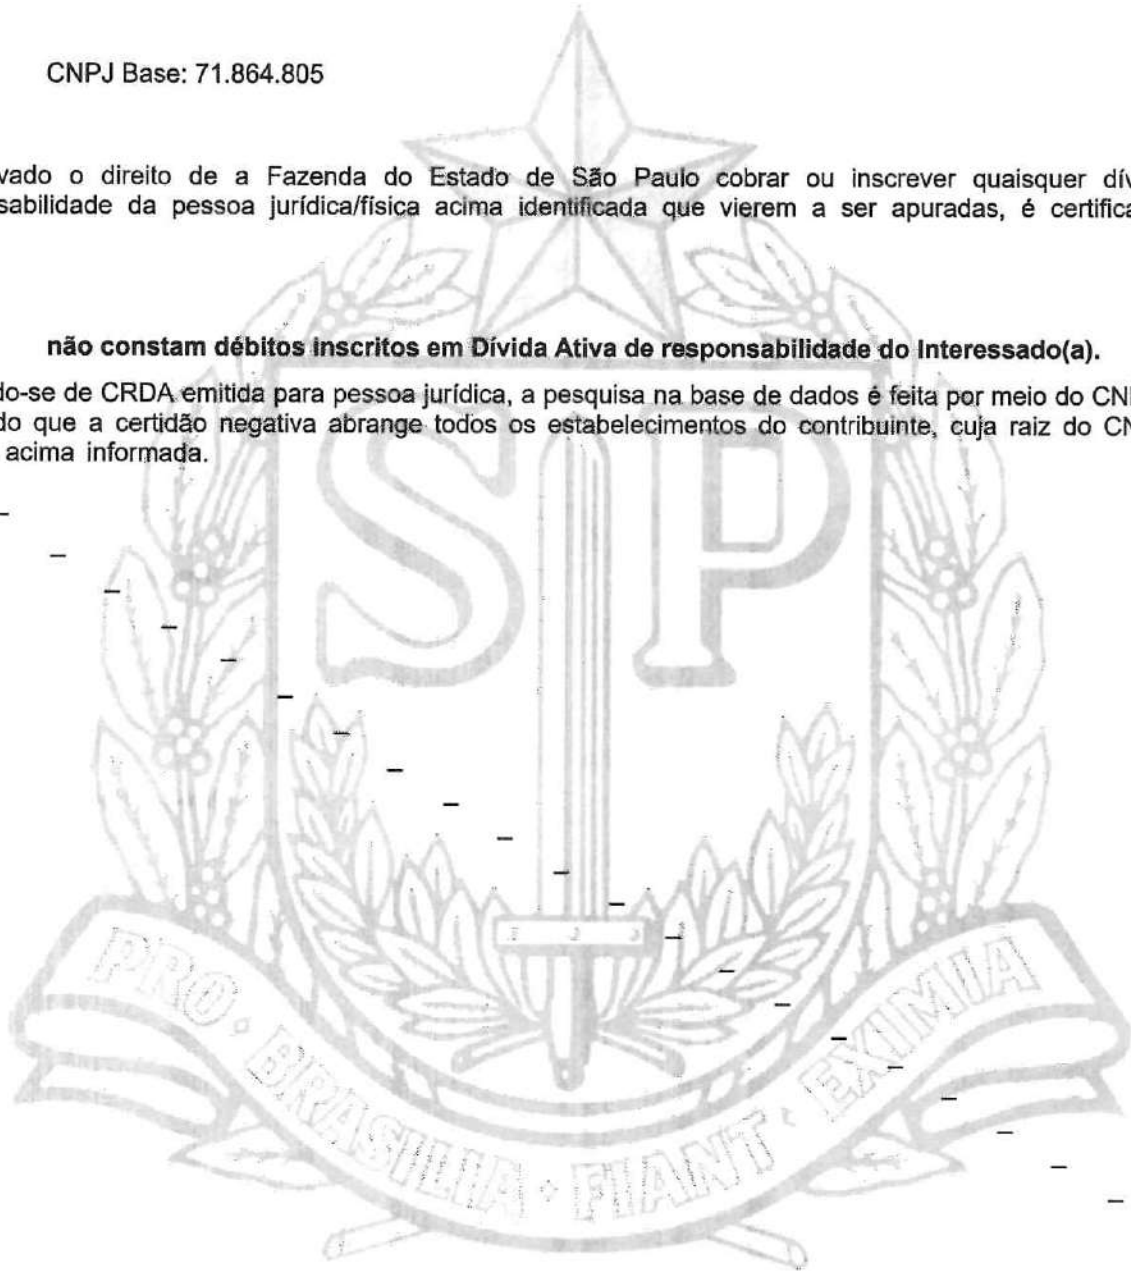 CNPJ Base: 71.864.805
vado o direito de a Fazenda do Estado de São Paulo cobrar ou inscrever quaisquer dív
sabilidade da pessoa jurídica/física acima identificada que vierem a ser apuradas, é certifica
não constam débitos inscritos em Dívida Ativa de responsabilidade do Interessado(a).
do-se de CRDA emitida para pessoa jurídica, a pesquisa na base de dados é feita por meio do CN
do que a certidão negativa abrange todos os estabelecimentos do contribuinte, cuja raiz do CN
acima informada.
SP
PRO · BRASILIA · FIANT · EXIMIA